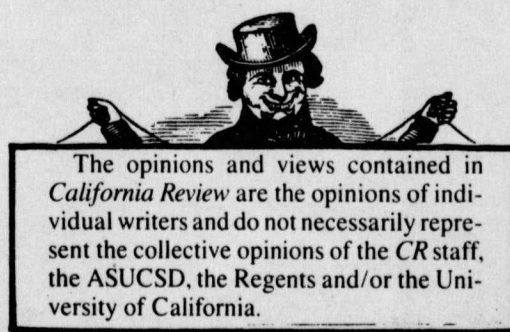 The opinions and views contained in
California Review are the opinions of indi-
vidual writers and do not necessarily repre-
sent the collective opinions of the CR staff,
the ASUCSD, the Regents and/or the Uni-
versity of California.